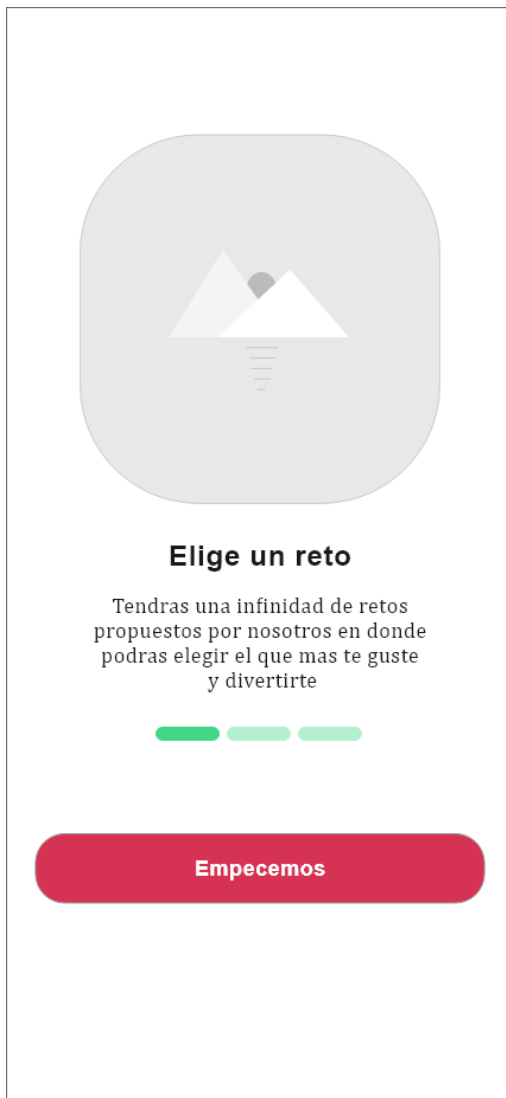 Elige un reto
Tendras una infinidad de retos
propuestos por nosotros en donde
podras elegir el que mas te guste
y divertirte
Empecemos